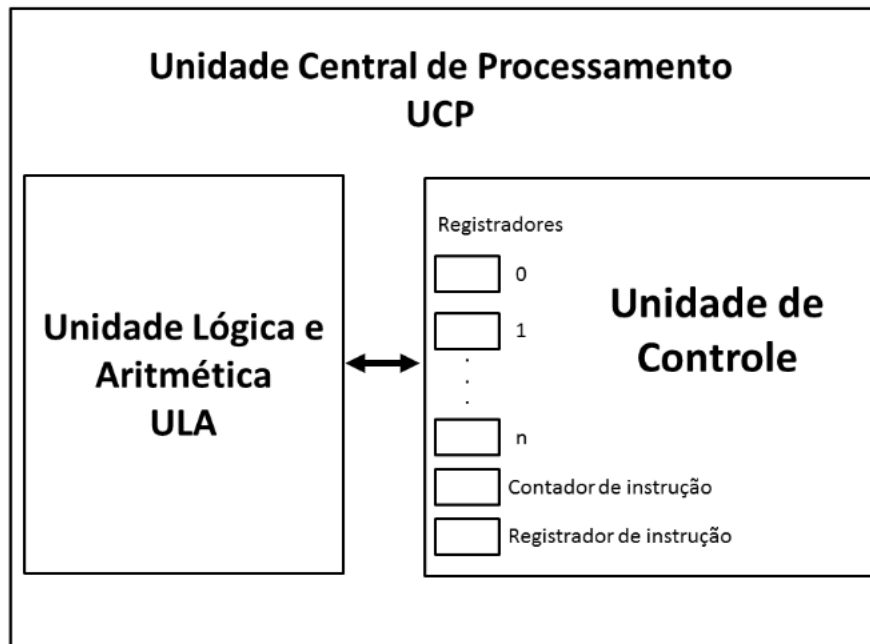 Unidade Central de Processamento
UCP
Unidade Lógica e
Aritmética
ULA
Registradores
0
1
n
Contador de instrução
Registrador de instrução
Unidade de
Controle